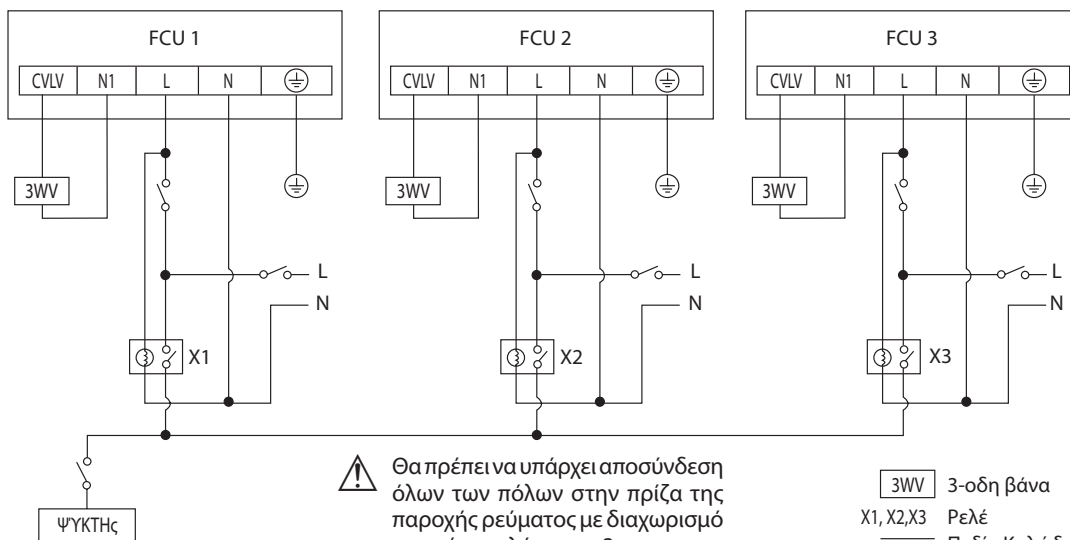 FCU 1
FCU 2
FCU 3
CVLV N1 L N
CVLV N1 L N
CVLV N1 L N
3WV
3WV
3WV
L
N
L
N
L
N
X1
X2
X3
ΨΎΚΤΗς
Θα πρέπει να υπάρχει αποσύνδεση
όλων των πόλων στην πρίζα της
παροχής ρεύματος με διαχωρισμό
3WV 3-οδη βάνα
X1, X2,X3 Ρελέ